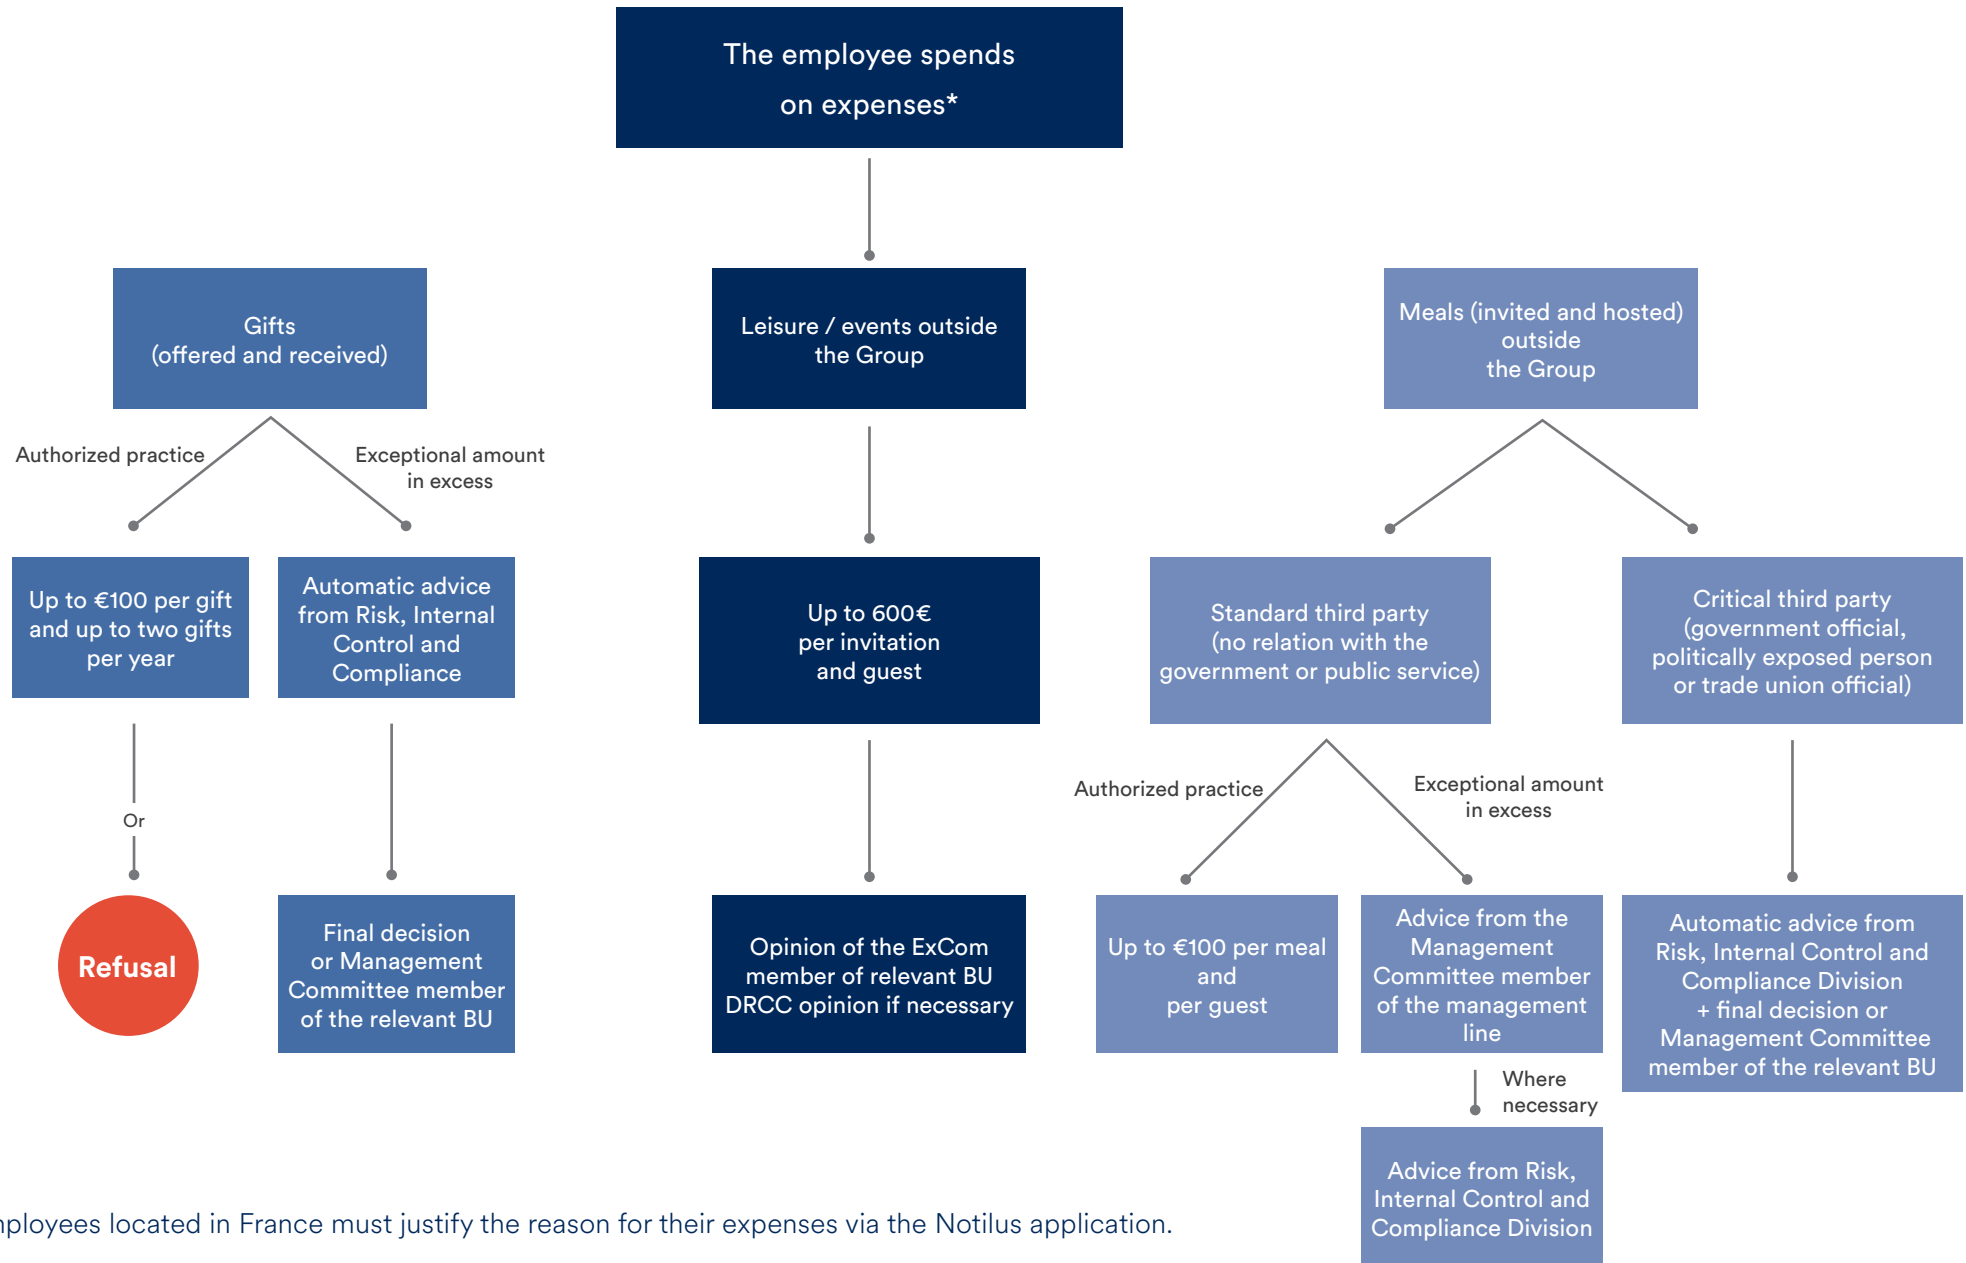 The employee spends
on expenses*
Gifts
(offered and received)
Leisure / events outside
the Group
Meals (invited and hosted)
outside
the Group
Authorized practice
Exceptional amount
in excess
Up to €100 per gift
and up to two gifts
per year
Automatic advice
from Risk, Internal
Control and
Compliance
Up to 600€
per invitation
and guest
Standard third party
(no relation with the
government or public service)
Critical third party
(government official,
politically exposed person
or trade union official)
Or
Authorized practice
Exceptional amount
in excess
Refusal
Final decision
or Management
Committee member
of the relevant BU
Opinion of the ExCom
member of relevant BU
DRCC opinion if necessary
Up to €100 per meal
and
per guest
Advice from the
Management
Committee member
of the management
line
Automatic advice from
Risk, Internal Control and
Compliance Division
+ final decision or
Management Committee
member of the relevant BU
Where
necessary
Advice from Risk,
Internal Control and
Compliance Division
located in France must justify the reason for their expenses via the Notilus application.